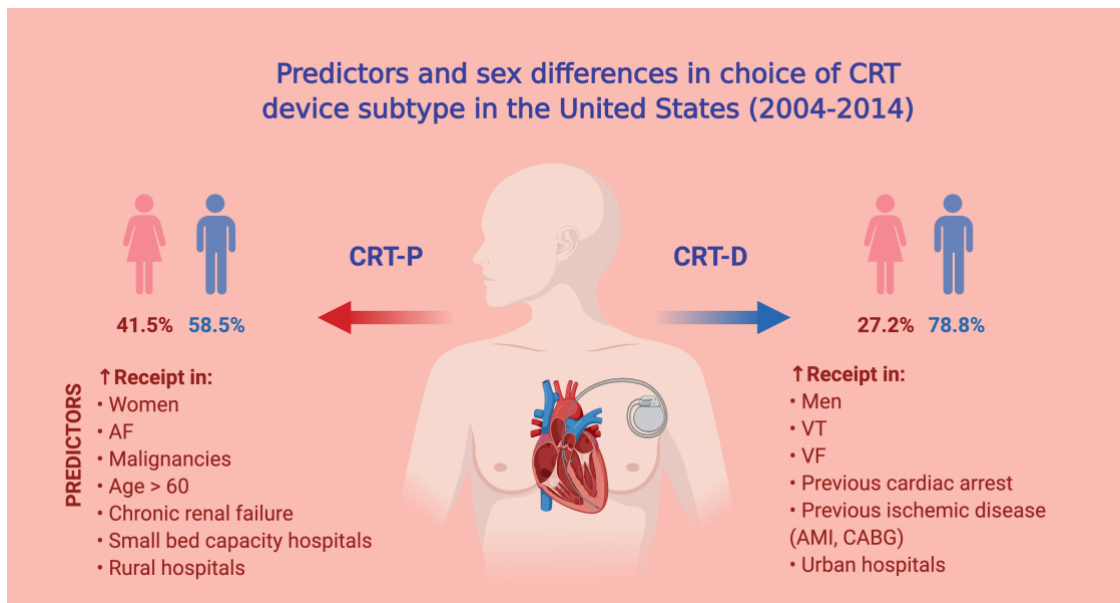 Predictors and sex differences in choice of CRT
device subtype in the United States (2004-2014)
CRT-P
41.5% 58.5%
PREDICTORS
↑Receipt in:
• Women
• AF
• Malignancies
• Age > 60
• Chronic renal failure
• Small bed capacity hospitals
• Rural hospitals
CRT-D
27.2% 78.8%
↑Receipt in:
• Men
• VT
• VF
• Previous cardiac arrest
• Previous ischemic disease
(AMI, CABG)
• Urban hospitals